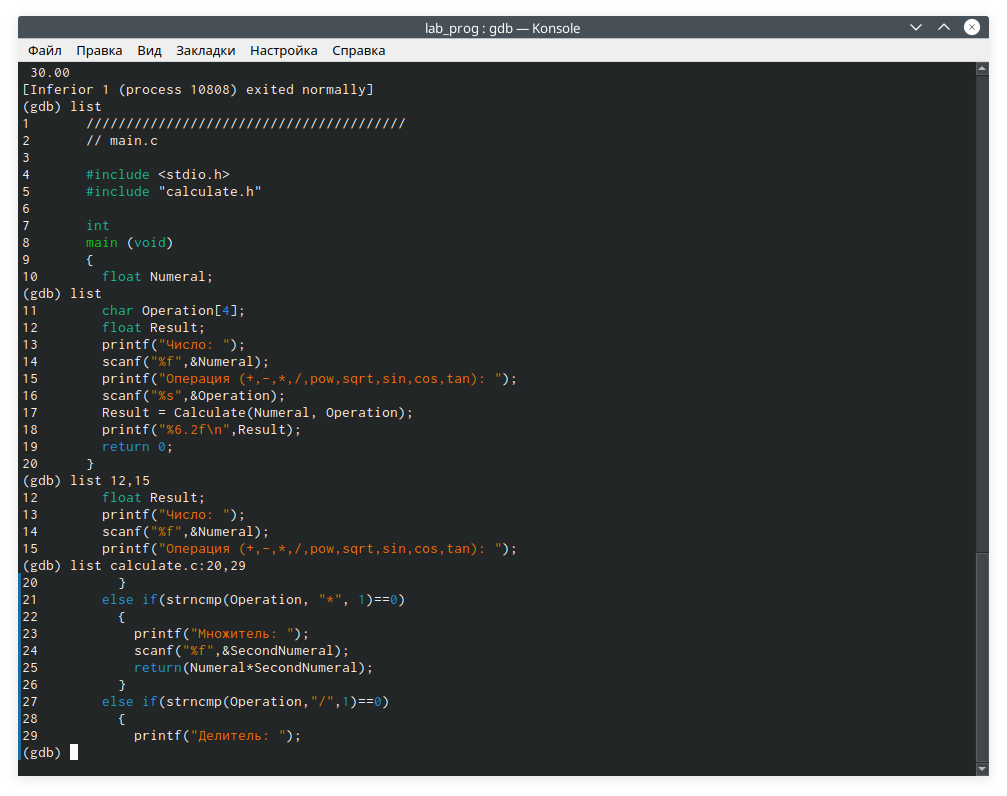 lab_prog : gdb — Konsole
Файл Правка Вид Закладки Настройка Справка
 30.00
[Inferior 1 (process 10808) exited normally]
(gdb) list
1       ////////////////////////////////////////
2       // main.c
3
4       #include <stdio.h>
5       #include "calculate.h"
6
7       int
8       main (void)
9       {
10        float Numeral;
(gdb) list
11        char Operation[4];
12        float Result;
13        printf("Число: ");
14        scanf("%f",&Numeral);
15        printf("Операция (+,-,*,/,pow,sqrt,sin,cos,tan): ");
16        scanf("%s",&Operation);
17        Result = Calculate(Numeral, Operation);
18        printf("%6.2f\n",Result);
19        return 0;
20      }
(gdb) list 12,15
12        float Result;
13        printf("Число: ");
14        scanf("%f",&Numeral);
15        printf("Операция (+,-,*,/,pow,sqrt,sin,cos,tan): ");
(gdb) list calculate.c:20,29
20          }
21        else if(strncmp(Operation, "*", 1)==0)
22          {
23            printf("Множитель: ");
24            scanf("%f",&SecondNumeral);
25            return(Numeral*SecondNumeral);
26          }
27        else if(strncmp(Operation,"/",1)==0)
28          {
29            printf("Делитель: ");
(gdb)